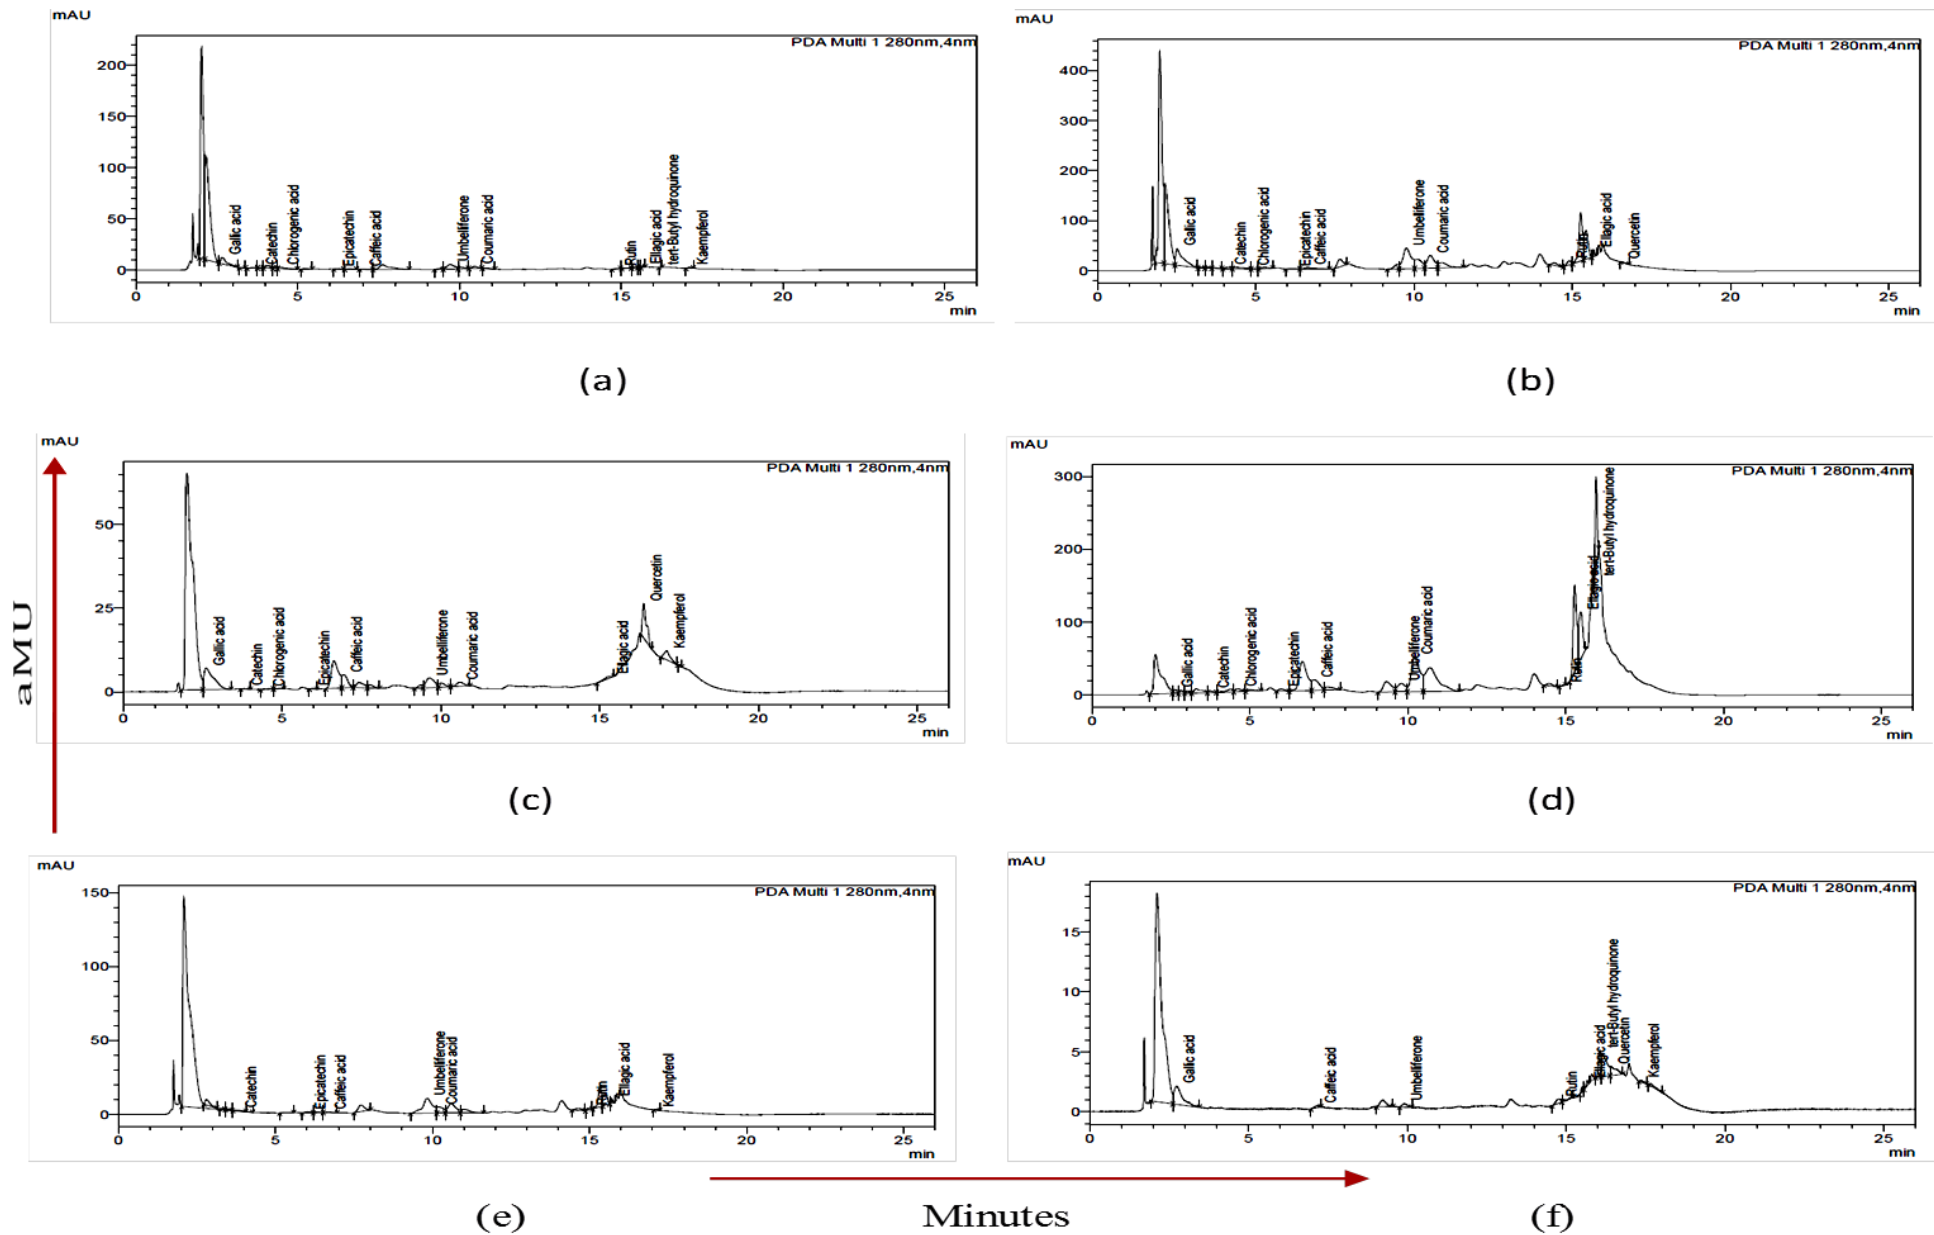 mAU
PDA Multi 1 280nm,4nm
200
150
100
50
0
Gallic acid
Catechin
Chlorogenic acid
Epicatechin
Caffeic acid
Umbelliferone
Coumaric acid
Rutin
Ellagic acid
tert-Butyl hydroquinone
Kaempferol
0 5 10 15 20 25
min
(a)
mAU
PDA Multi 1 280nm,4nm
400
300
200
100
0
Gallic acid
Catechin
Chlorogenic acid
Epicatechin
Caffeic acid
Umbelliferone
Coumaric acid
Rutin
Ellagic acid
Quercetin
0 5 10 15 20 25
min
(b)
mAU
PDA Multi 1 280nm,4nm
50
25
0
Gallic acid
Catechin
Chlorogenic acid
Epicatechin
Caffeic acid
Umbelliferone
Coumaric acid
Ellagic acid
Quercetin
Kaempferol
0 5 10 15 20 25
min
(c)
mAU
PDA Multi 1 280nm,4nm
300
200
100
0
Gallic acid
Catechin
Chlorogenic acid
Epicatechin
Caffeic acid
Umbelliferone
Coumaric acid
Rutin
Ellagic acid
tert-Butyl hydroquinone
0 5 10 15 20 25
min
(d)
aMU
mAU
PDA Multi 1 280nm,4nm
150
100
50
0
Catechin
Epicatechin
Caffeic acid
Umbelliferone
Coumaric acid
Rutin
Ellagic acid
Kaempferol
0 5 10 15 20 25
min
(e)
mAU
PDA Multi 1 280nm,4nm
15
10
5
0
Gallic acid
Caffeic acid
Umbelliferone
Rutin
Ellagic acid
tert-Butyl hydroquinone
Quercetin
Kaempferol
0 5 10 15 20 25
min
(f)
Minutes